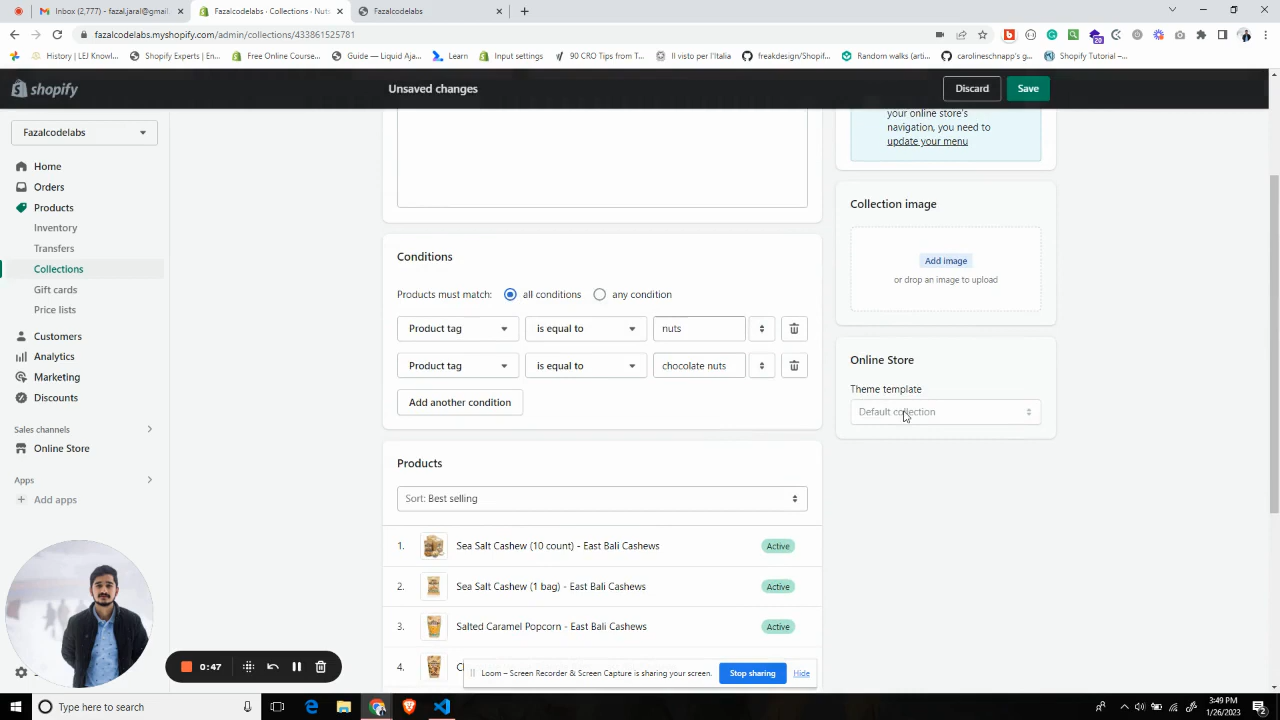 Inbox (2,777) - fazal.jaral@gmail
Fazalcodelabs · Collections · Nuts
Fazalcodelabs
fazalcodelabs.myshopify.com/admin/collections/433861525781
20
History | LEJ Knowl...
Shopify Experts | En...
Free Online Course...
Guide — Liquid Aja...
Learn
Input settings
90 CRO Tips from T...
Il visto per l'Italia
freakdesign/Shopif...
Random walks (arti...
carolineschnapp's g...
Shopify Tutorial –...
shopify
Unsaved changes
Discard
Save
Fazalcodelabs
Home
Orders
Products
Inventory
Transfers
Collections
Gift cards
Price lists
Customers
Analytics
Marketing
Discounts
Sales channels
Online Store
Apps
Add apps
Conditions
Products must match:
all conditions
any condition
Product tag
is equal to
nuts
Product tag
is equal to
chocolate nuts
Add another condition
Products
Sort: Best selling
1. Sea Salt Cashew (10 count) - East Bali Cashews Active
2. Sea Salt Cashew (1 bag) - East Bali Cashews Active
3. Salted Caramel Popcorn - East Bali Cashews Active
4. C
your online store's
navigation, you need to
update your menu
Collection image
Add image
or drop an image to upload
Online Store
Theme template
Default collection
0:47
Loom – Screen Recorder & Screen Capture is sharing your screen.
Stop sharing
Hide
Type here to search
3:49 PM
1/26/2023
2